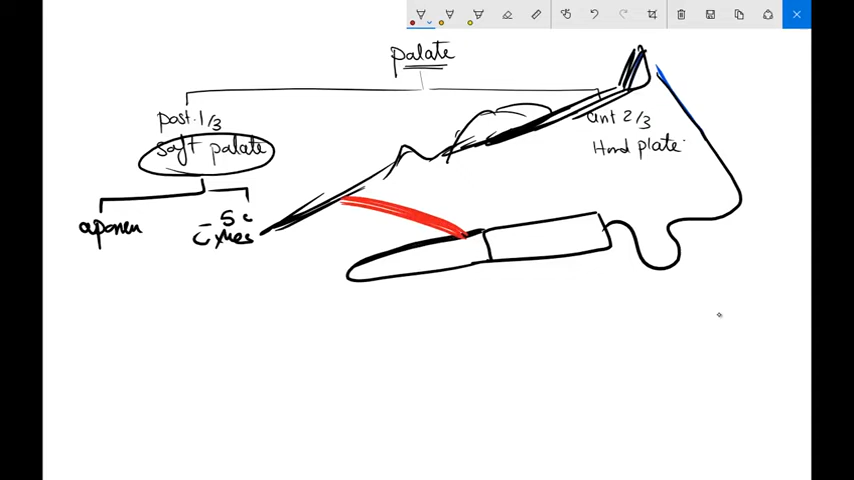 palate
post. 1/3
soft palate
ant 2/3
Hard plate
aponeu
5